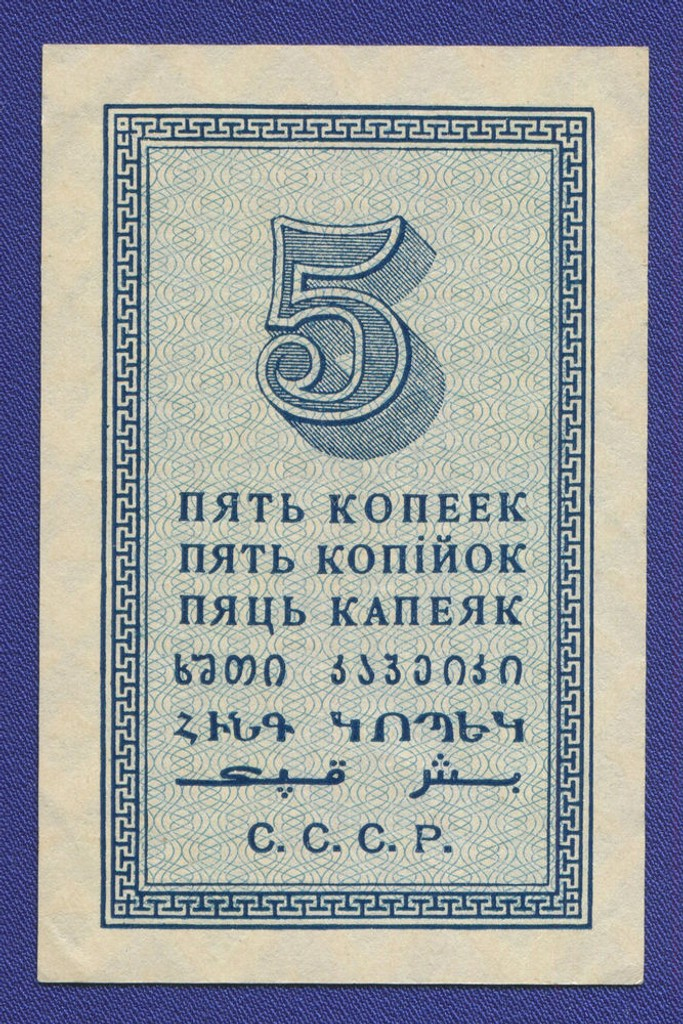 5
ПЯТЬ КОПЕЕК
ПЯТЬ КОПІЙОК
ПЯЦЬ КАПЕЯК
ხუთი კაპეიკი
ՀԻՆԳ ԿՈՊԵԿ
بش قپك
С. С. С. Р.